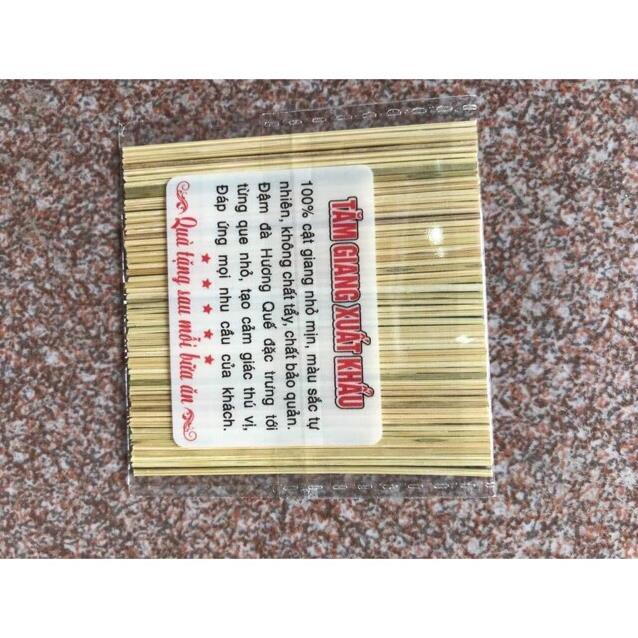 TĂM GIANG XUẤT KHẨU
100% cật giang nhỏ mịn, màu sắc tự
nhiên, không chất tẩy, chất bảo quản.
Đậm đà Hương Quế đặc trưng tới
từng que nhỏ, tạo cảm giác thú vị,
Đáp ứng mọi nhu cầu của khách.
Quà tặng sau mỗi bữa ăn